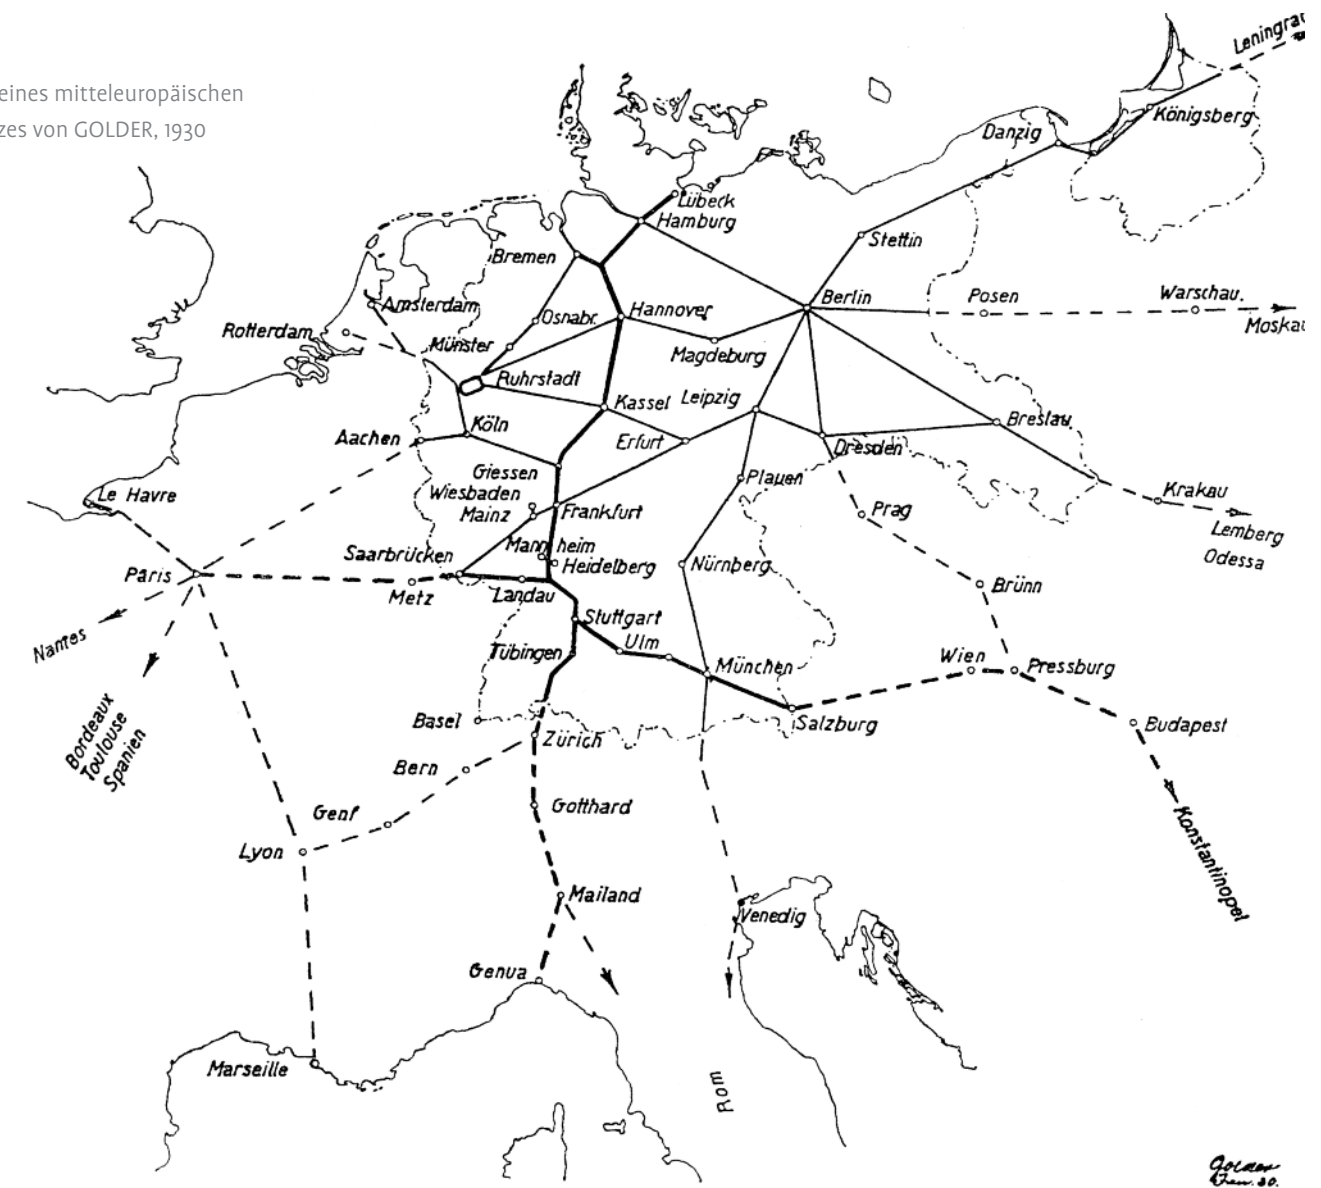 eines mitteleuropäischen
zes von GOLDER, 1930
Leningrad
Königsberg
Danzig
Lübeck
Hamburg
Stettin
Bremen
Amsterdam
Osnabr.
Hannover
Berlin
Posen
Warschau.
Moskau
Rotterdam
Münster
Magdeburg
Ruhrstadt
Kassel
Leipzig
Breslau
Aachen
Köln
Erfurt
Dresden
Giessen
Plauen
Le Havre
Wiesbaden
Mainz
Frankfurt
Prag
Krakau
Lemberg
Odessa
Saarbrücken
Mannheim
Heidelberg
Nürnberg
Paris
Metz
Landau
Brünn
Nantes
Stuttgart
Ulm
Tübingen
München
Wien
Pressburg
Bordeaux
Toulouse
Spanien
Basel
Zürich
Salzburg
Budapest
Bern
Genf
Gotthard
Konstantinopel
Lyon
Mailand
Venedig
Genua
Marseille
Rom
Golder
30.